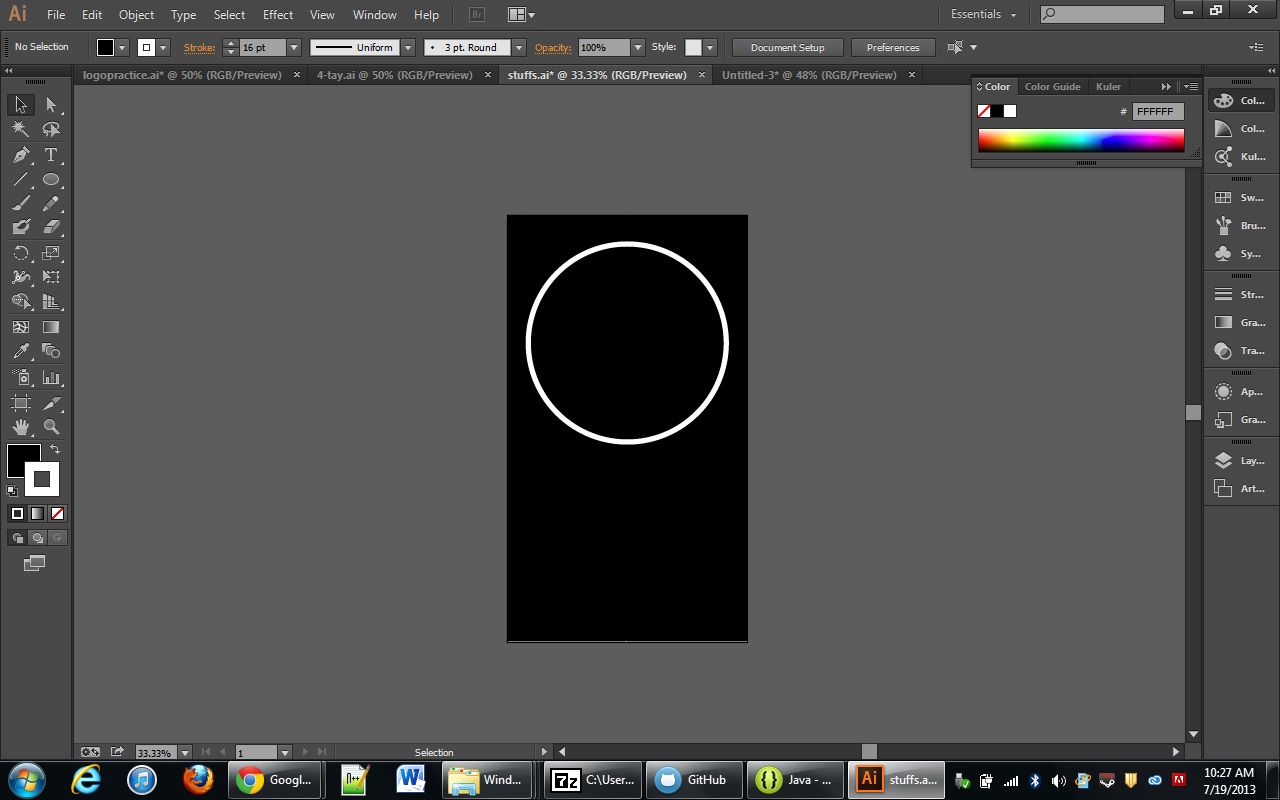 Ai File Edit Object Type Select Effect View Window Help Br Essentials
No Selection Stroke: 16 pt Uniform 3 pt. Round Opacity: 100% Style: Document Setup Preferences
logopractice.ai* @ 50% (RGB/Preview) × 4-tay.ai @ 50% (RGB/Preview) × stuffs.ai* @ 33.33% (RGB/Preview) × Untitled-3* @ 48% (RGB/Preview) ×
Color Color Guide Kuler
# FFFFFF
Col...
Col...
Kul...
Sw...
Bru...
Sy...
Str...
Gra...
Tra...
Ap...
Gra...
Lay...
Art...
T
33.33% 1 Selection
Googl... Wind... 7z C:\User... GitHub Java - ... Ai stuffs.a...
10:27 AM
7/19/2013